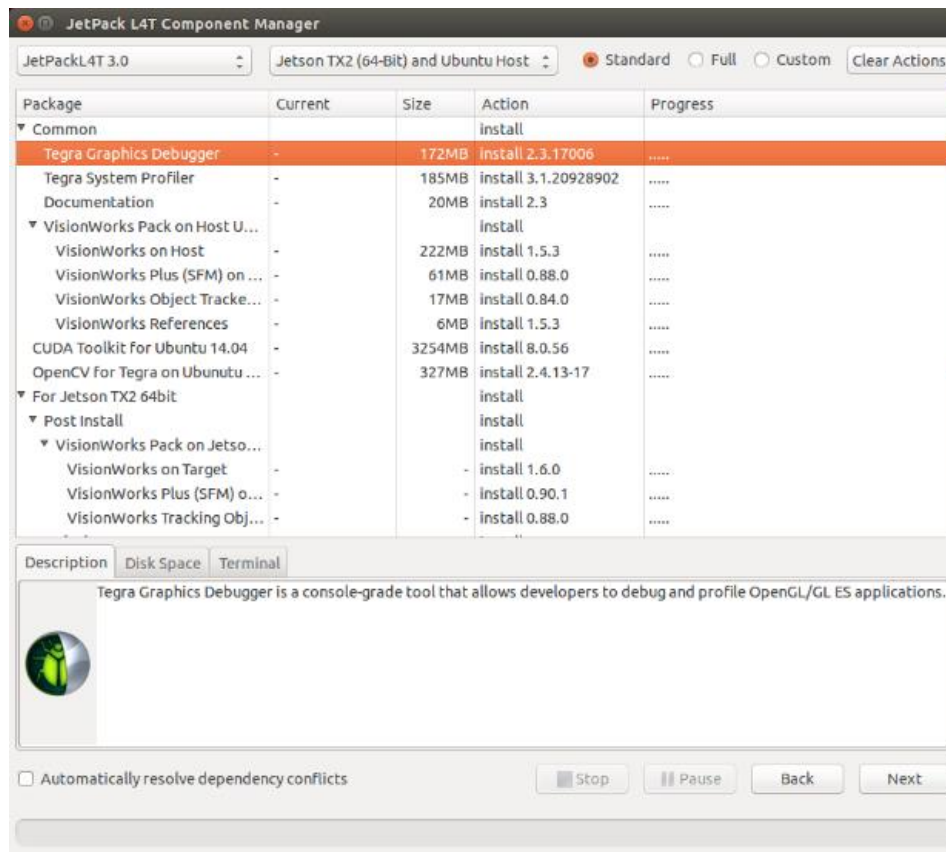 JetPack L4T Component Manager
JetPackL4T 3.0 Jetson TX2 (64-Bit) and Ubuntu Host Standard Full Custom Clear Actions
Package Current Size Action Progress
Common install
Tegra Graphics Debugger - 172MB install 2.3.17006 .....
Tegra System Profiler - 185MB install 3.1.20928902 .....
Documentation - 20MB install 2.3 .....
VisionWorks Pack on Host U... install
VisionWorks on Host - 222MB install 1.5.3 .....
VisionWorks Plus (SFM) on ... - 61MB install 0.88.0 .....
VisionWorks Object Tracke... - 17MB install 0.84.0 .....
VisionWorks References - 6MB install 1.5.3 .....
CUDA Toolkit for Ubuntu 14.04 - 3254MB install 8.0.56 .....
OpenCV for Tegra on Ubunutu ... - 327MB install 2.4.13-17 .....
For Jetson TX2 64bit install
Post Install install
VisionWorks Pack on Jetso... install
VisionWorks on Target - - install 1.6.0 .....
VisionWorks Plus (SFM) o... - - install 0.90.1 .....
VisionWorks Tracking Obj... - - install 0.88.0 .....
Description Disk Space Terminal
Tegra Graphics Debugger is a console-grade tool that allows developers to debug and profile OpenGL/GL ES applications.
Automatically resolve dependency conflicts Stop Pause Back Next